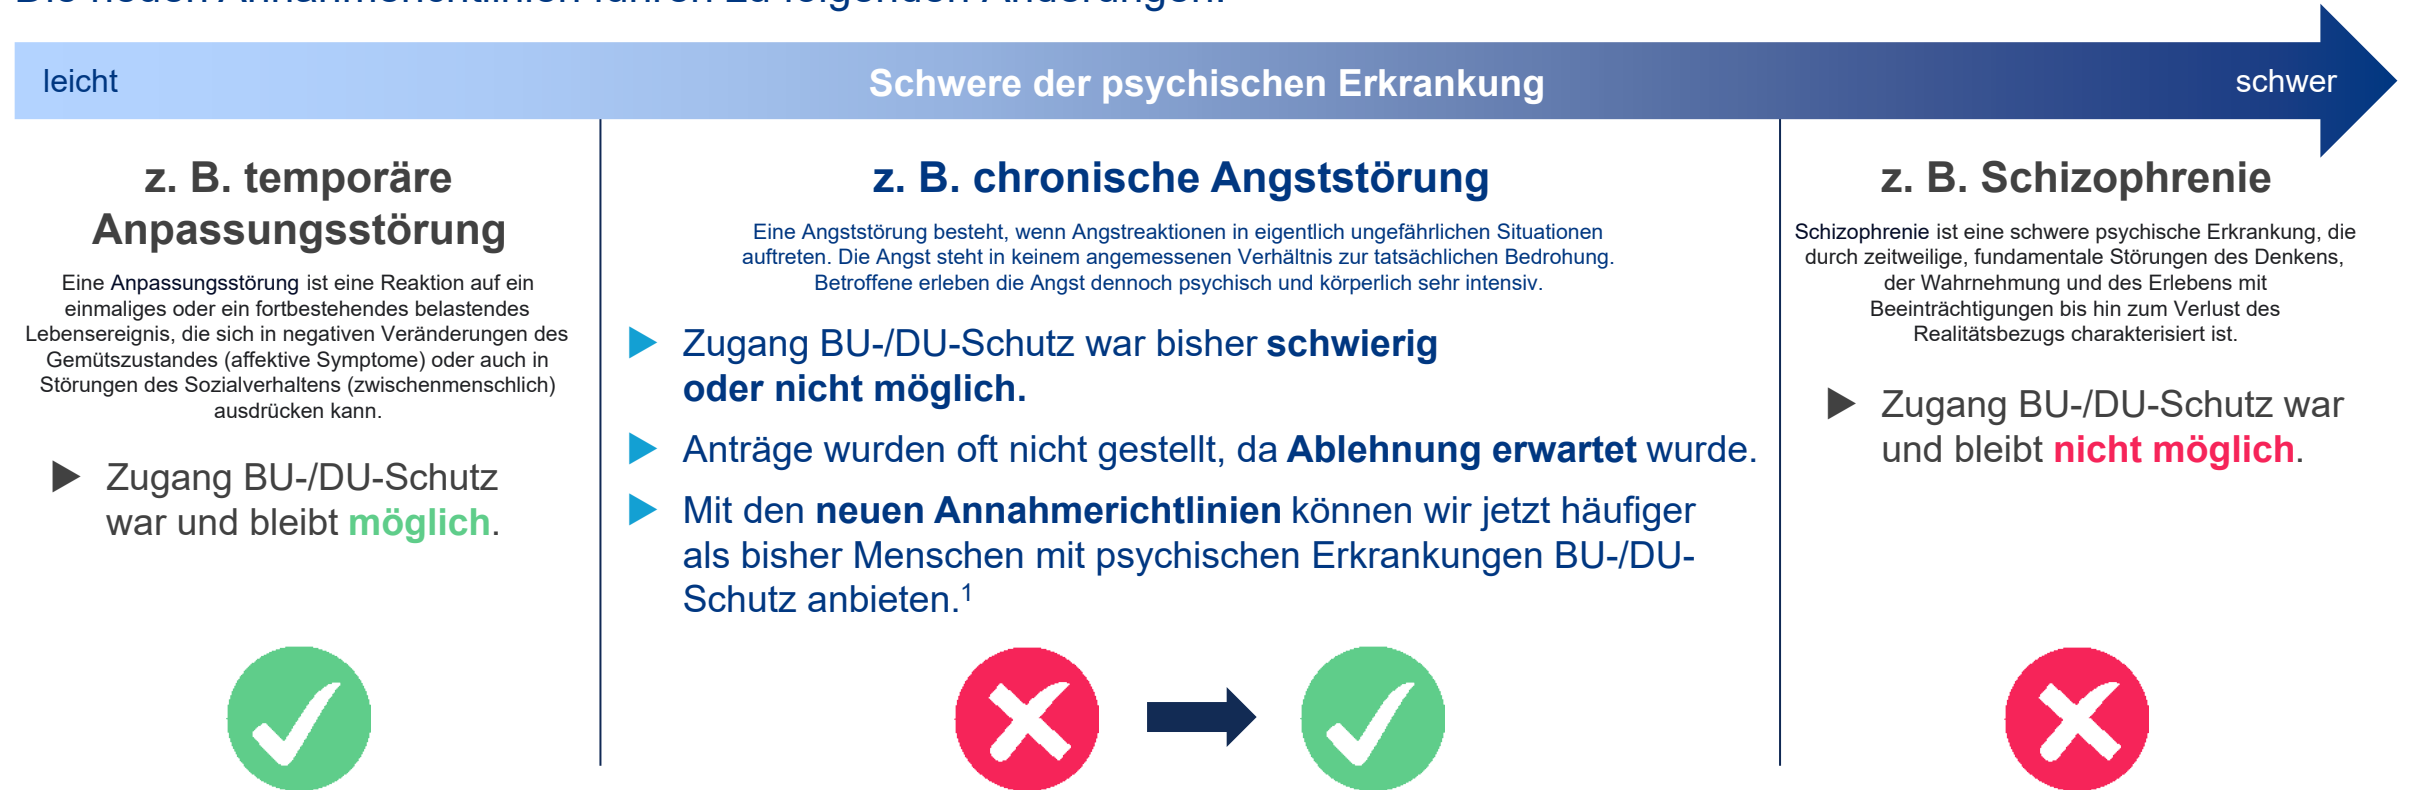 Die neuen Annahmerichtlinien führen zu folgenden Änderungen:
leicht
Schwere der psychischen Erkrankung
schwer
z. B. temporäre
Anpassungsstörung
Eine Anpassungsstörung ist eine Reaktion auf ein
einmaliges oder ein fortbestehendes belastendes
Lebensereignis, die sich in negativen Veränderungen des
Gemütszustandes (affektive Symptome) oder auch in
Störungen des Sozialverhaltens (zwischenmenschlich)
ausdrücken kann.
Zugang BU-/DU-Schutz
war und bleibt möglich.
z. B. chronische Angststörung
Eine Angststörung besteht, wenn Angstreaktionen in eigentlich ungefährlichen Situationen
auftreten. Die Angst steht in keinem angemessenen Verhältnis zur tatsächlichen Bedrohung.
Betroffene erleben die Angst dennoch psychisch und körperlich sehr intensiv.
Zugang BU-/DU-Schutz war bisher schwierig
oder nicht möglich.
Anträge wurden oft nicht gestellt, da Ablehnung erwartet wurde.
Mit den neuen Annahmerichtlinien können wir jetzt häufiger
als bisher Menschen mit psychischen Erkrankungen BU-/DU-
Schutz anbieten.¹
z. B. Schizophrenie
Schizophrenie ist eine schwere psychische Erkrankung, die
durch zeitweilige, fundamentale Störungen des Denkens,
der Wahrnehmung und des Erlebens mit
Beeinträchtigungen bis hin zum Verlust des
Realitätsbezugs charakterisiert ist.
Zugang BU-/DU-Schutz war
und bleibt nicht möglich.